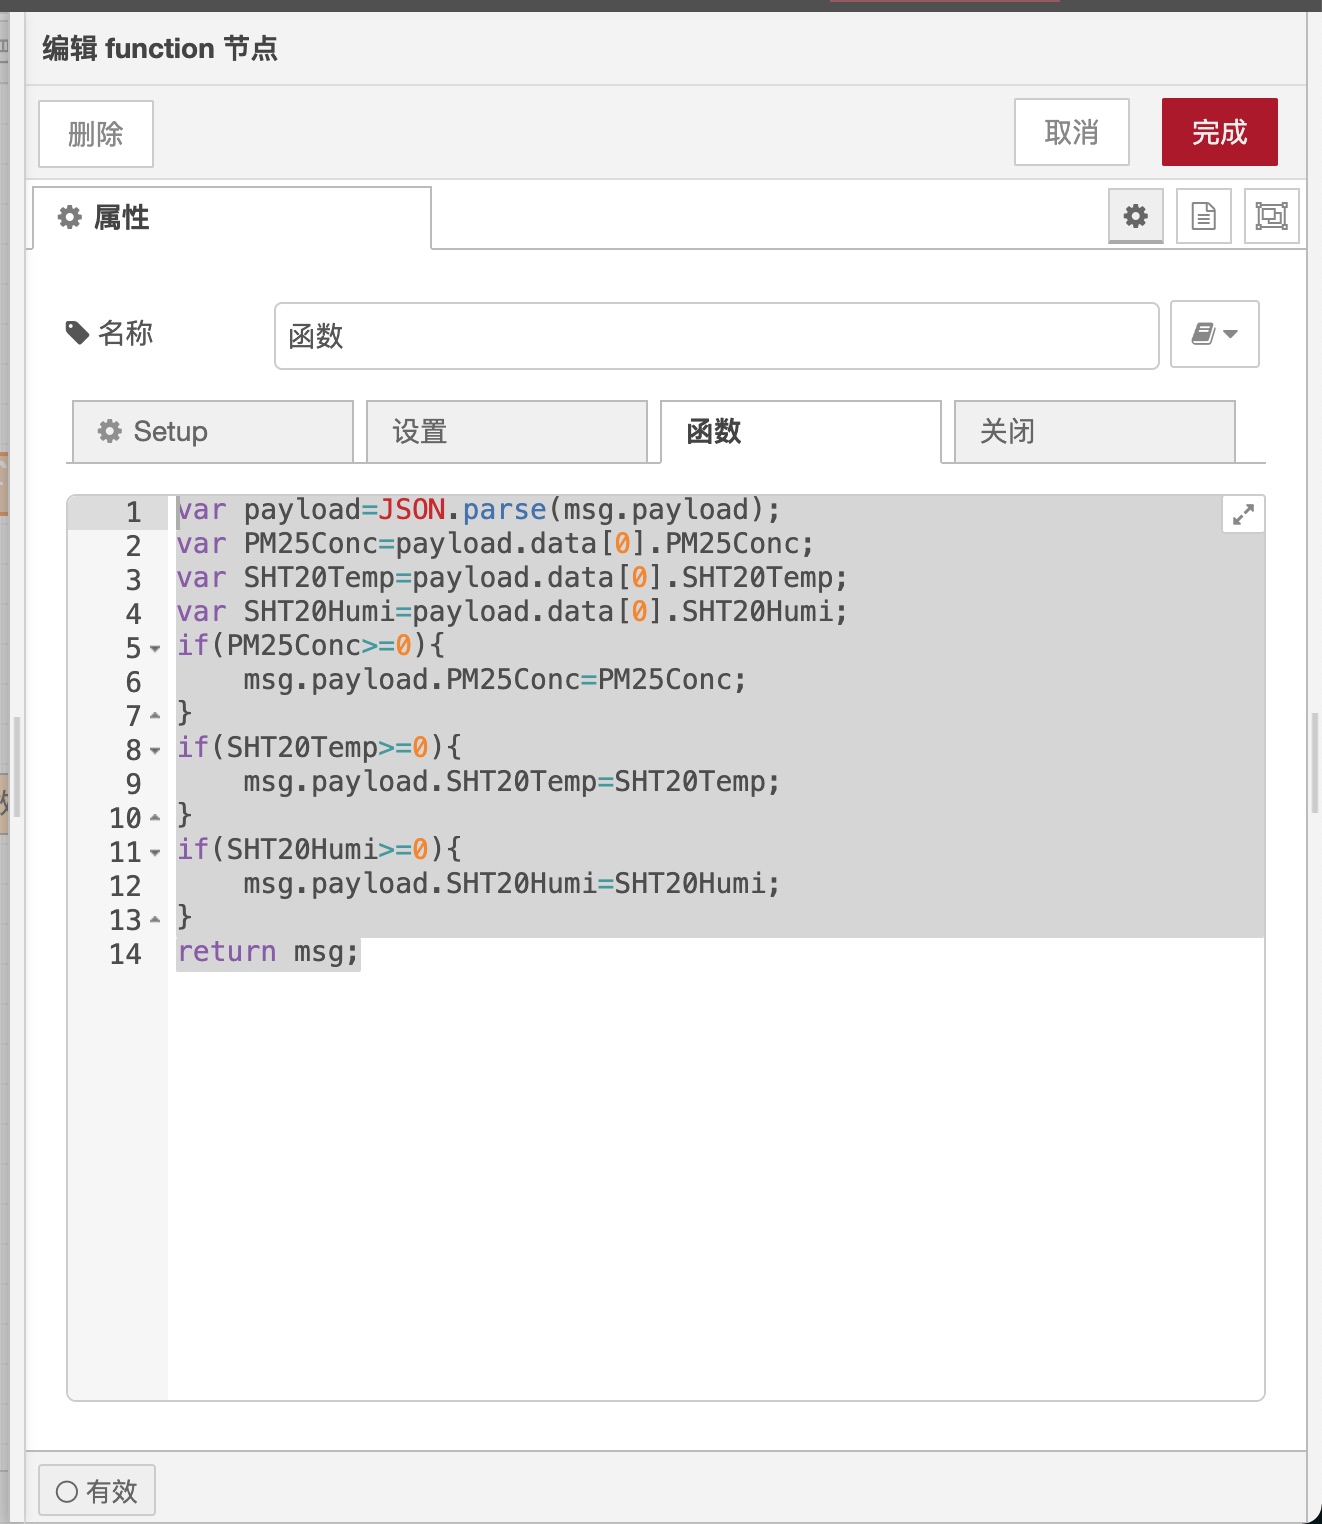 编辑 function 节点
删除
取消
完成
属性
名称
函数
Setup
设置
函数
关闭
1 var payload=JSON.parse(msg.payload);
2 var PM25Conc=payload.data[0].PM25Conc;
3 var SHT20Temp=payload.data[0].SHT20Temp;
4 var SHT20Humi=payload.data[0].SHT20Humi;
5 if(PM25Conc>=0){
6     msg.payload.PM25Conc=PM25Conc;
7 }
8 if(SHT20Temp>=0){
9     msg.payload.SHT20Temp=SHT20Temp;
10 }
11 if(SHT20Humi>=0){
12     msg.payload.SHT20Humi=SHT20Humi;
13 }
14 return msg;
有效